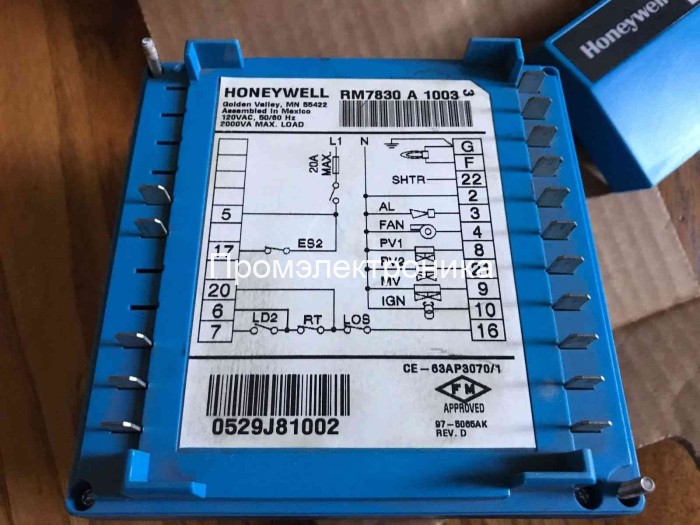 Honeywell
HONEYWELL RM7830 A 1003 3
Golden Valley, MN 55422
Assembled in Mexico
120VAC, 50/60 Hz
2000VA MAX. LOAD
L1 N
20A MAX.
G
F
SHTR 22
2
AL 3
5
FAN 4
PV1 8
17 ES2
PV2 21
Промэлектроника
MV 9
20
IGN 10
6
7 LD2 RT LOS 16
CE-63AP3070/1
FM
APPROVED
0529J81002
97-5065AK
REV. D